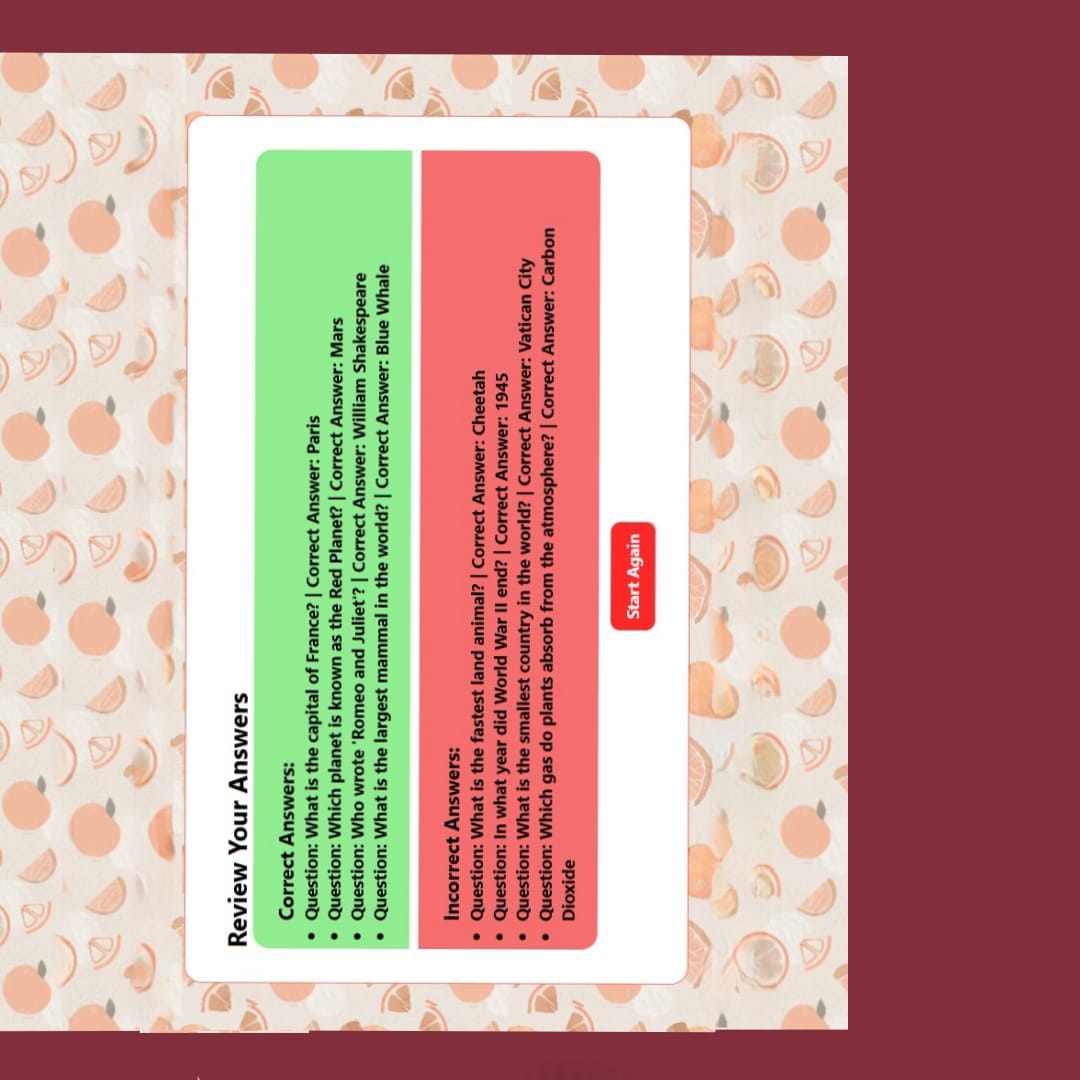 Review Your Answers
Correct Answers:
• Question: What is the capital of France? | Correct Answer: Paris
• Question: Which planet is known as the Red Planet? | Correct Answer: Mars
• Question: Who wrote 'Romeo and Juliet'? | Correct Answer: William Shakespeare
• Question: What is the largest mammal in the world? | Correct Answer: Blue Whale
Incorrect Answers:
• Question: What is the fastest land animal? | Correct Answer: Cheetah
• Question: In what year did World War II end? | Correct Answer: 1945
• Question: What is the smallest country in the world? | Correct Answer: Vatican City
• Question: Which gas do plants absorb from the atmosphere? | Correct Answer: Carbon
Dioxide
Start Again